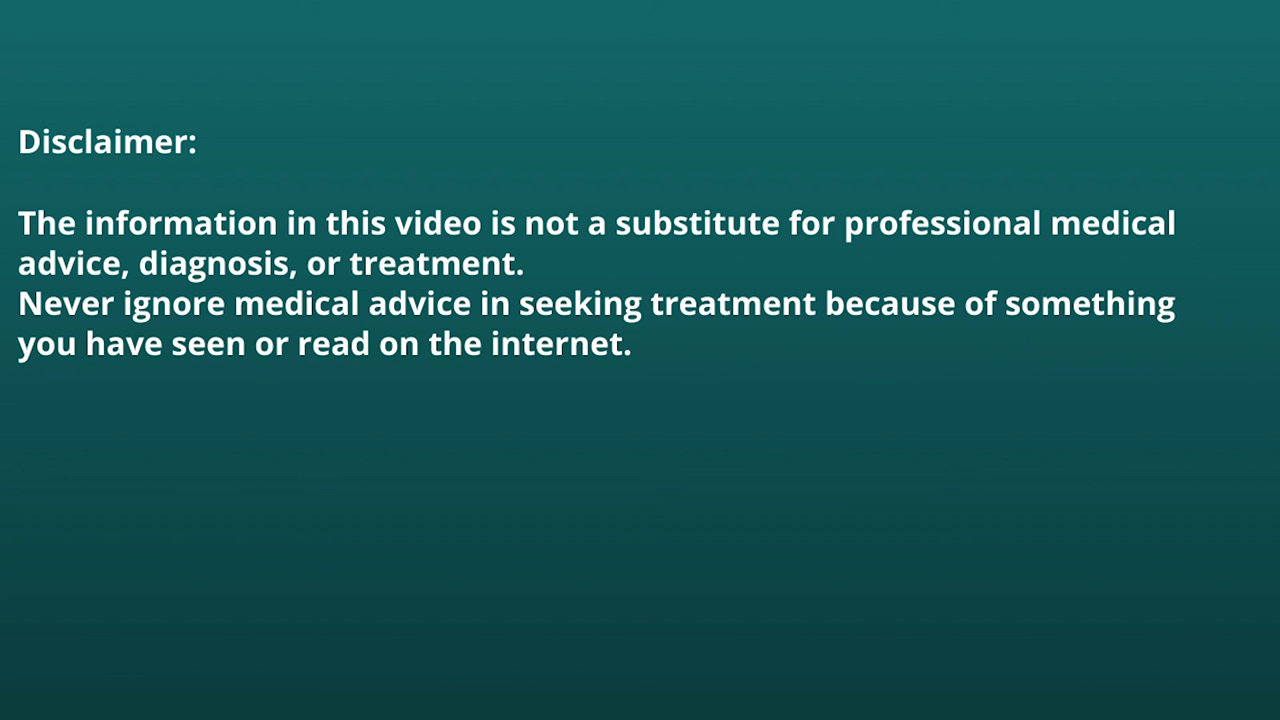 Disclaimer:
The information in this video is not a substitute for professional medical
advice, diagnosis, or treatment.
Never ignore medical advice in seeking treatment because of something
you have seen or read on the internet.